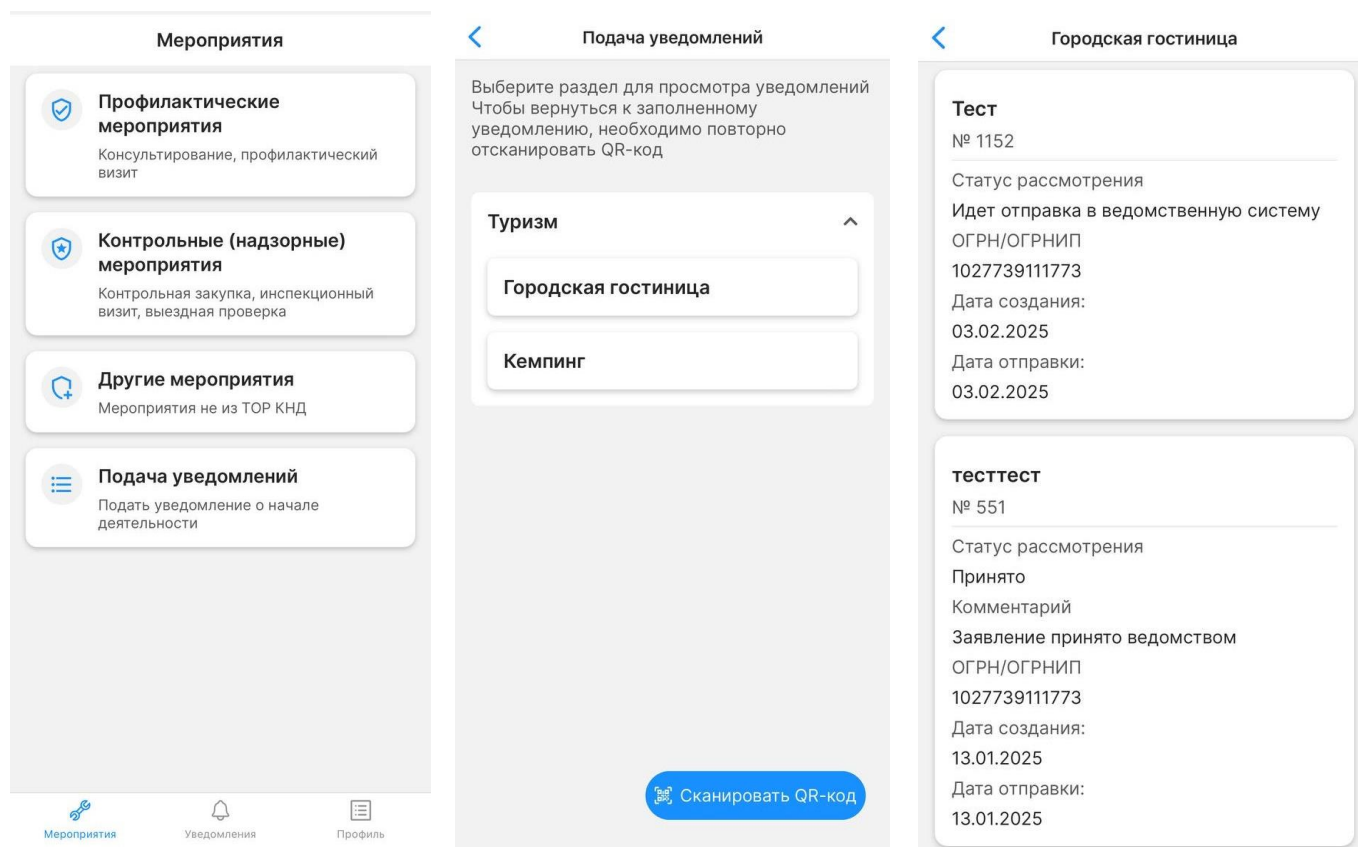 Мероприятия
Профилактические
мероприятия
Консультирование, профилактический
визит
Контрольные (надзорные)
мероприятия
Контрольная закупка, инспекционный
визит, выездная проверка
Другие мероприятия
Мероприятия не из ТОР КНД
Подача уведомлений
Подать уведомление о начале
деятельности
Мероприятия
Уведомления
Профиль
Подача уведомлений
Выберите раздел для просмотра уведомлений
Чтобы вернуться к заполненному
уведомлению, необходимо повторно
отсканировать QR-код
Туризм
Городская гостиница
Кемпинг
Сканировать QR-код
Городская гостиница
Тест
№ 1152
Статус рассмотрения
Идет отправка в ведомственную систему
ОГРН/ОГРНИП
1027739111773
Дата создания:
03.02.2025
Дата отправки:
03.02.2025
тесттест
№ 551
Статус рассмотрения
Принято
Комментарий
Заявление принято ведомством
ОГРН/ОГРНИП
1027739111773
Дата создания:
13.01.2025
Дата отправки:
13.01.2025